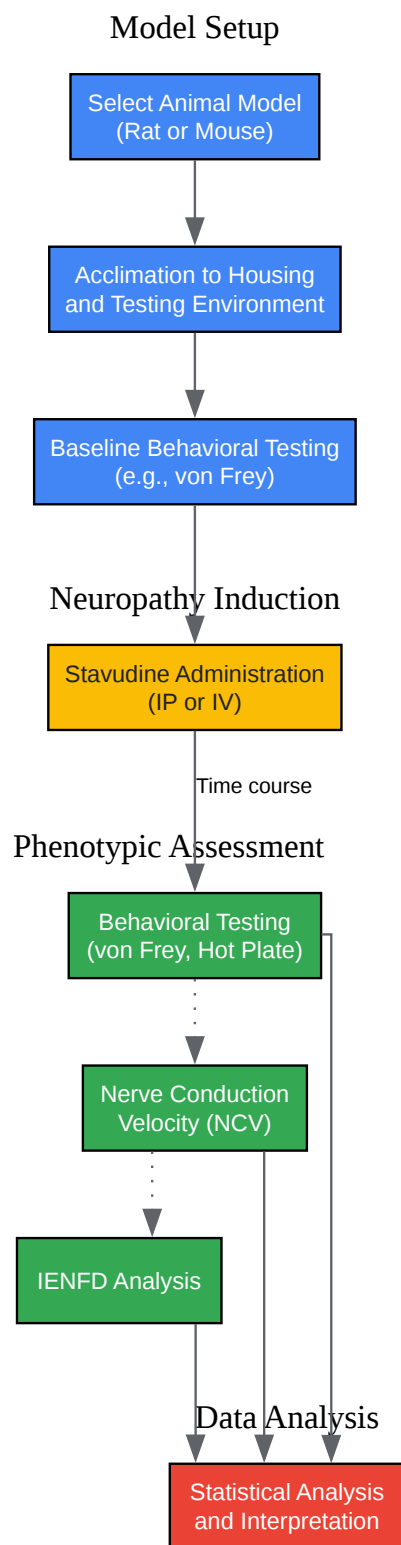 Model Setup
Select Animal Model
(Rat or Mouse)
Acclimation to Housing
and Testing Environment
Baseline Behavioral Testing
(e.g., von Frey)
Neuropathy Induction
Stavudine Administration
(IP or IV)
Time course
Phenotypic Assessment
Behavioral Testing
(von Frey, Hot Plate)
Nerve Conduction
Velocity (NCV)
IENFD Analysis
Data Analysis
Statistical Analysis
and Interpretation